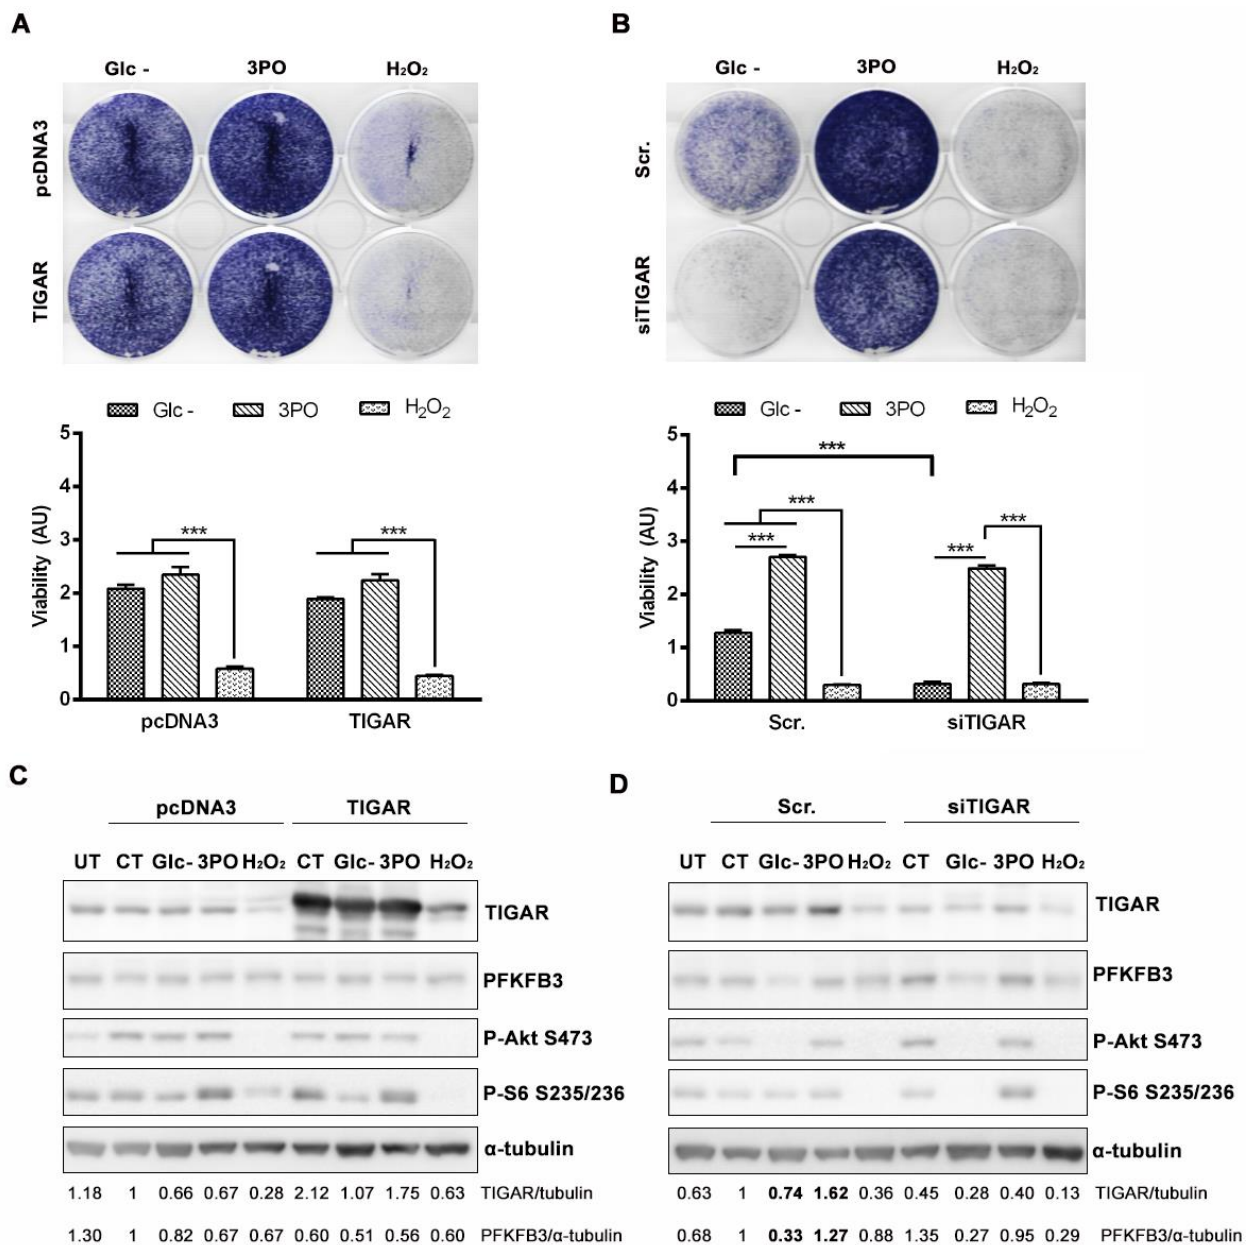 A
B
Glc - 3PO H₂O₂
Glc - 3PO H₂O₂
pcDNA3
TIGAR
Scr.
siTIGAR
Glc - 3PO H₂O₂
Viability (AU)
5
4
3
2
1
0
*** ***
pcDNA3 TIGAR
Glc - 3PO H₂O₂
Viability (AU)
5
4
3
2
1
0
***
*** ***
*** ***
Scr. siTIGAR
C
pcDNA3 TIGAR
UT CT Glc- 3PO H₂O₂ CT Glc- 3PO H₂O₂
TIGAR
PFKFB3
P-Akt S473
P-S6 S235/236
α-tubulin
1.18 1 0.66 0.67 0.28 2.12 1.07 1.75 0.63 TIGAR/tubulin
1.30 1 0.82 0.67 0.67 0.60 0.51 0.56 0.60 PFKFB3/α-tubulin
D
Scr. siTIGAR
UT CT Glc- 3PO H₂O₂ CT Glc- 3PO H₂O₂
TIGAR
PFKFB3
P-Akt S473
P-S6 S235/236
α-tubulin
0.63 1 0.74 1.62 0.36 0.45 0.28 0.40 0.13 TIGAR/tubulin
0.68 1 0.33 1.27 0.88 1.35 0.27 0.95 0.29 PFKFB3/α-tubulin